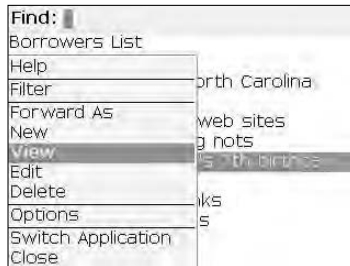 Find:
Borrowers List
Help
Filter
orth Carolina
Forward As
web sites
New
g nots
View
Edit
Delete
ks
Options
s
Switch Application
Close